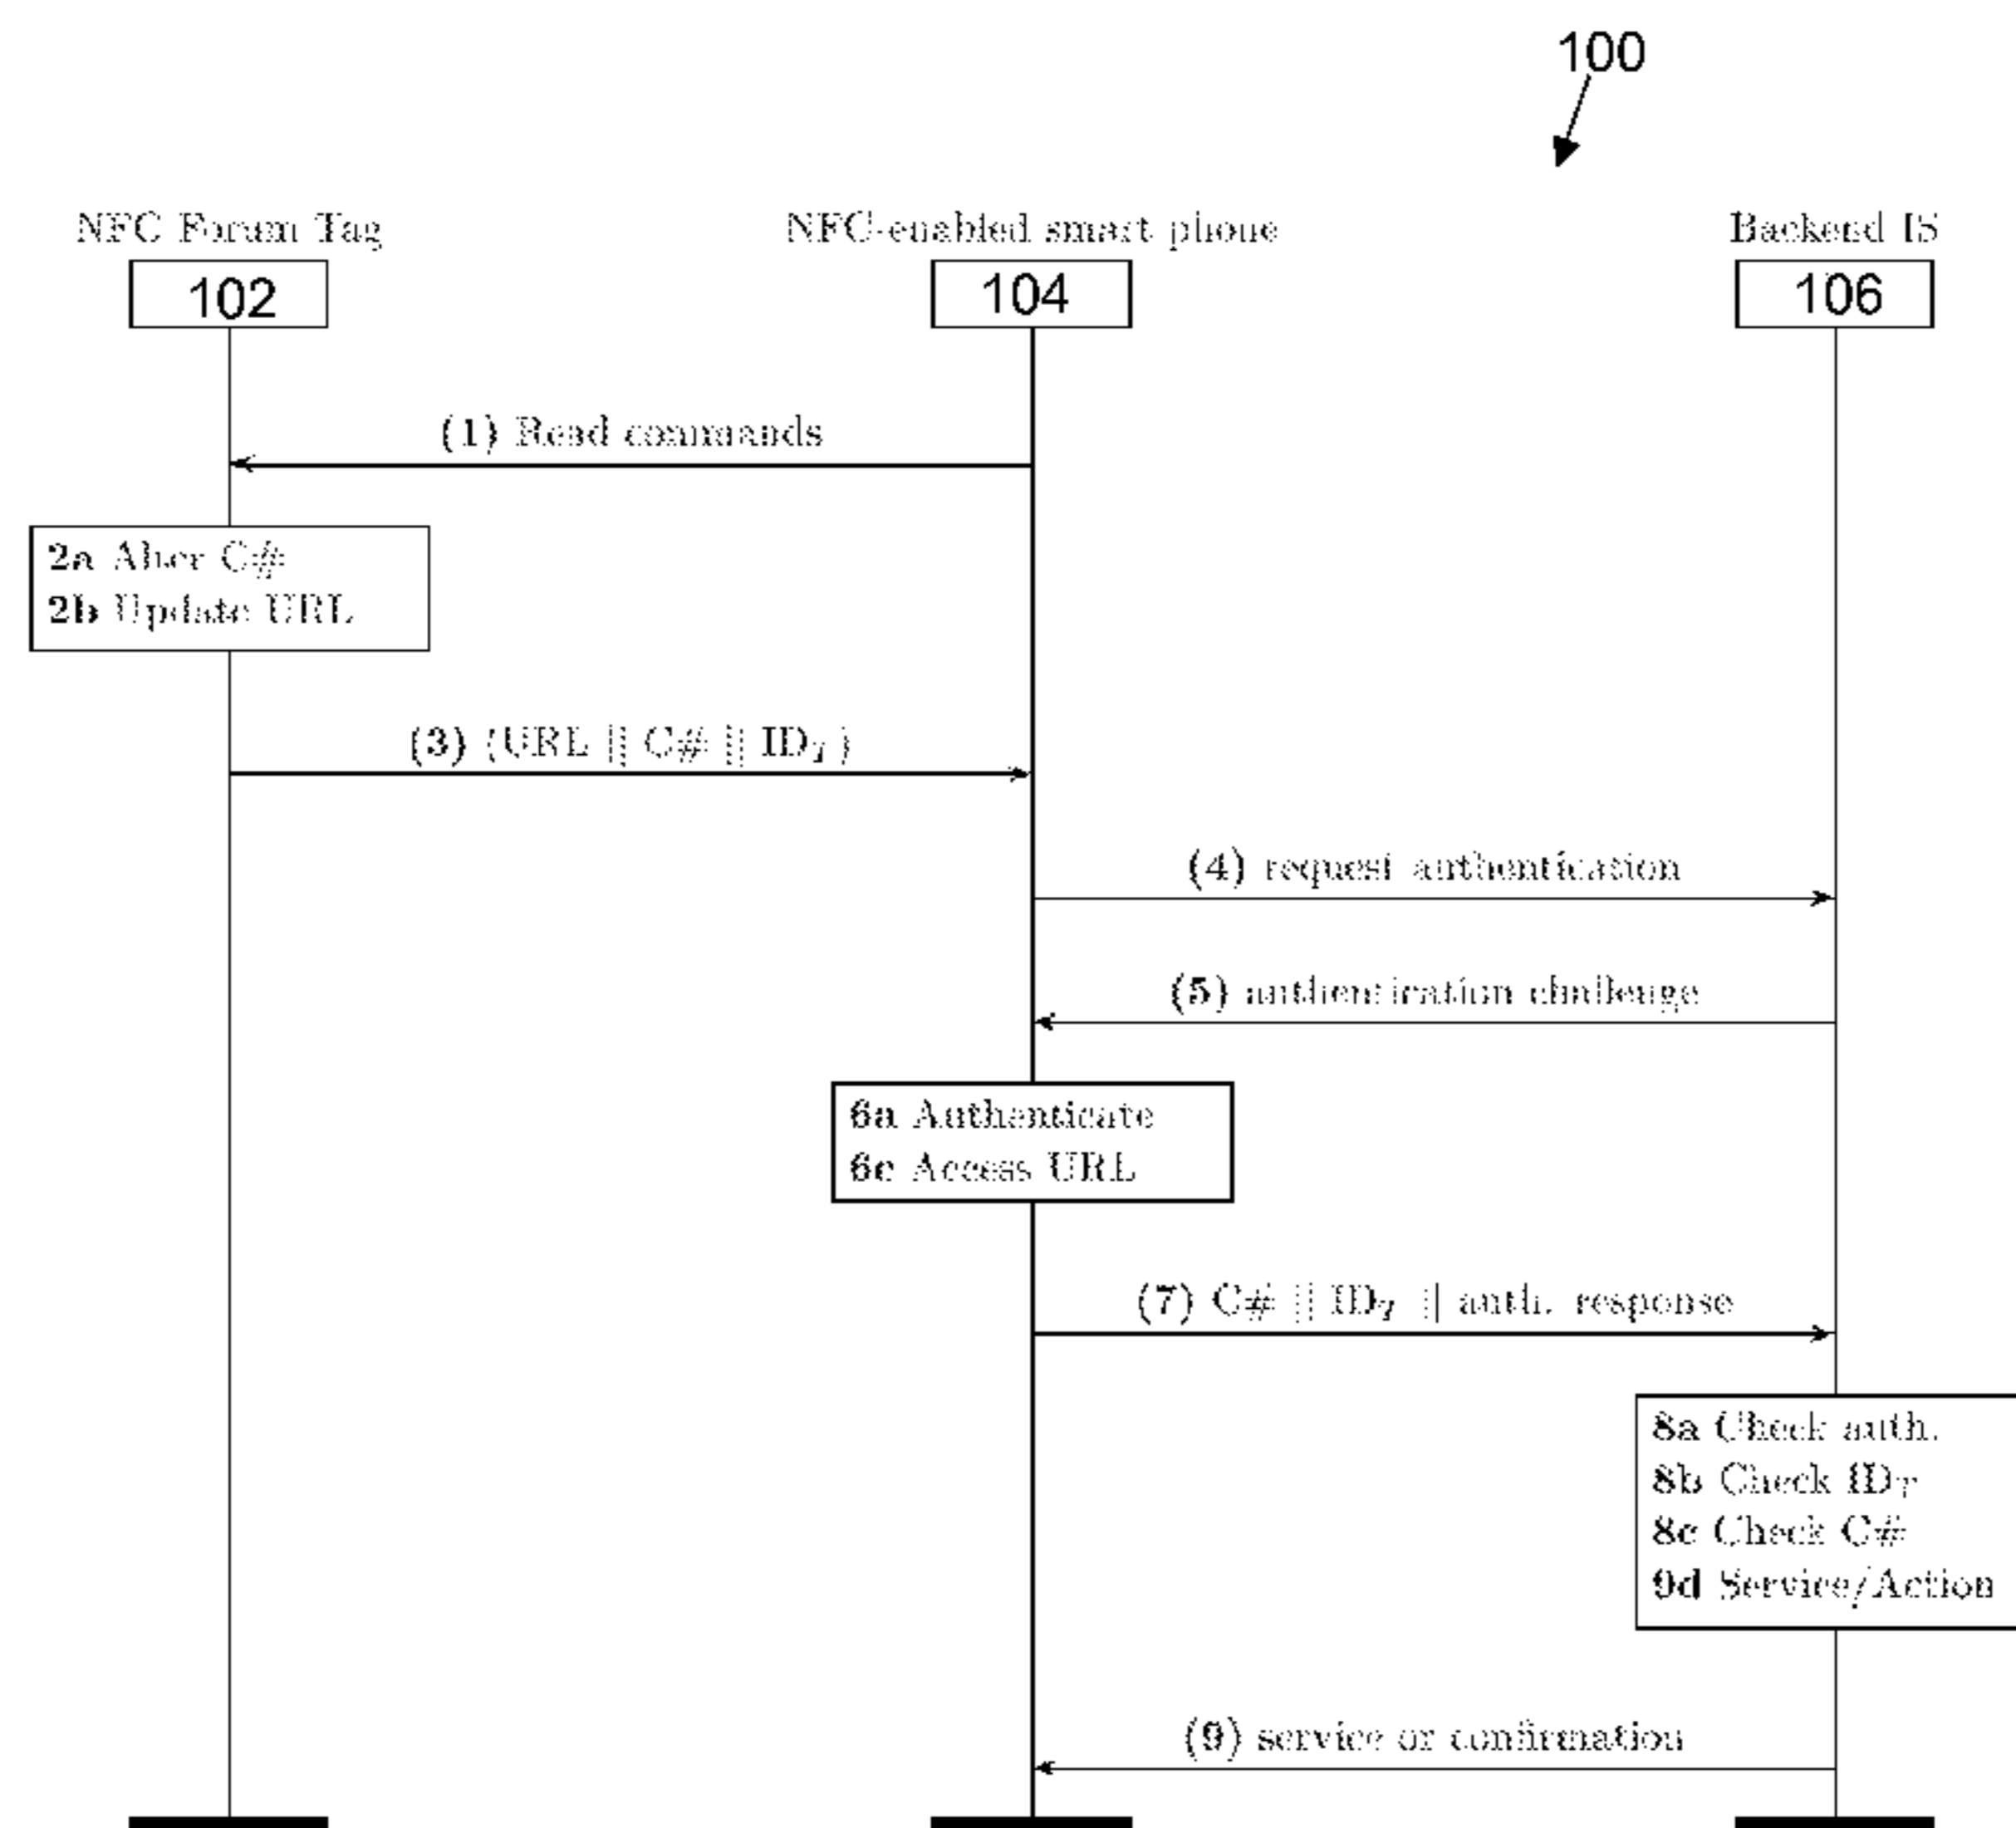 100
NFC Forum Tag
NFC-enabled smart phone
Backend IS
102
104
106
(1) Read commands
2a Alter C#
2b Update URL
(3) (URL || C# || ID_T)
(4) request authentication
(5) authentication challenge
6a Authenticate
6c Access URL
(7) C# || ID_T || auth. response
8a Check auth.
8b Check ID_T
8c Check C#
9d Service/Action
(9) service or confirmation